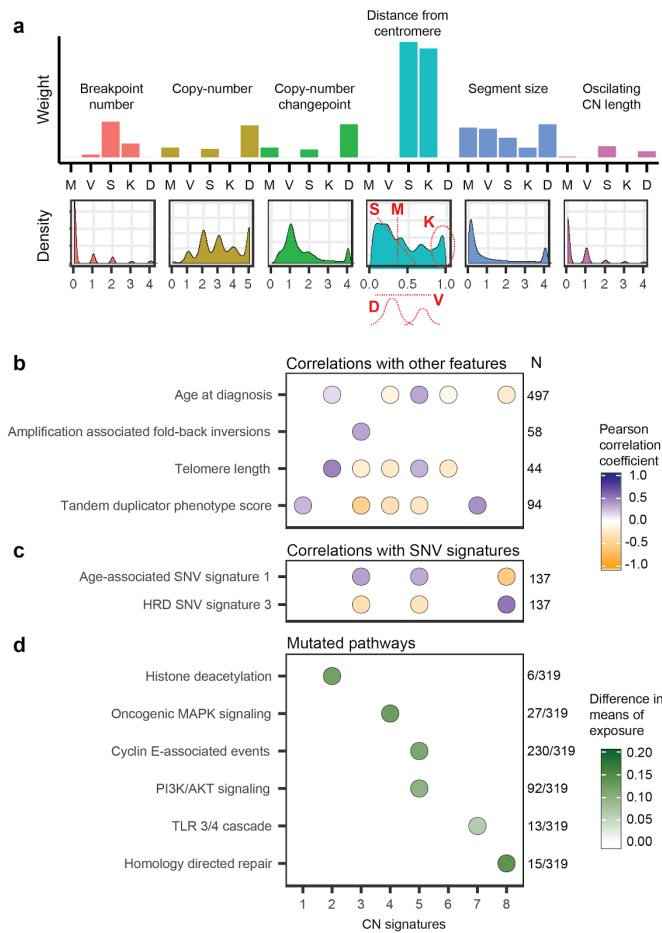 a
Weight
Breakpoint
number
Copy-number
Copy-number
changepoint
Distance from
centromere
Segment size
Oscilating
CN length
M V S K D M V S K D M V S K D M V S K D M V S K D M V S K D
Density
S M K
0 1 2 3 4 0 1 2 3 4 5 0 1 2 3 4 0.0 0.5 1.0 0 1 2 3 4 0 1 2 3 4
D V
b
Correlations with other features N
Age at diagnosis 497
Amplification associated fold-back inversions 58
Telomere length 44
Tandem duplicator phenotype score 94
Pearson
correlation
coefficient
1.0
0.5
0.0
-0.5
-1.0
c
Correlations with SNV signatures
Age-associated SNV signature 1 137
HRD SNV signature 3 137
d
Mutated pathways
Histone deacetylation 6/319
Oncogenic MAPK signaling 27/319
Cyclin E-associated events 230/319
PI3K/AKT signaling 92/319
TLR 3/4 cascade 13/319
Homology directed repair 15/319
Difference in
means of
exposure
0.20
0.15
0.10
0.05
0.00
1 2 3 4 5 6 7 8
CN signatures